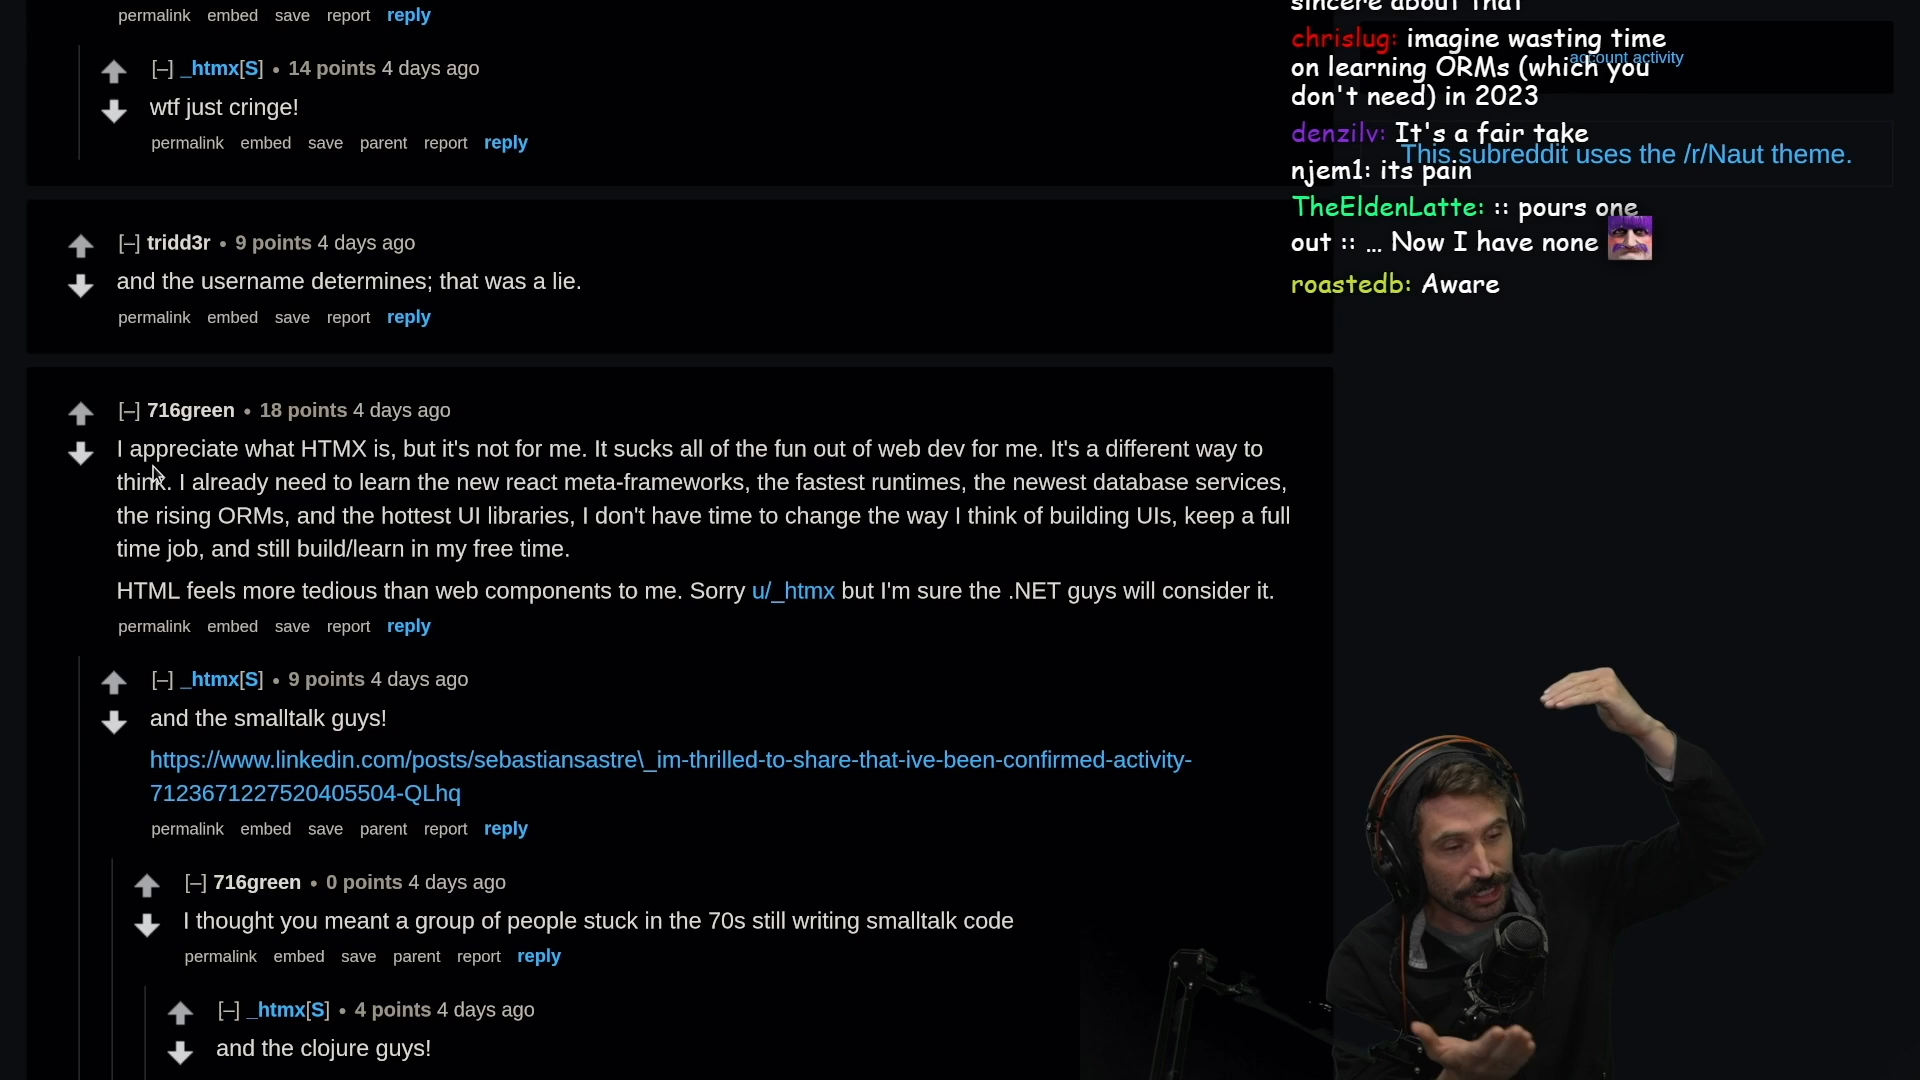 permalink embed save report reply
[–] _htmx[S] • 14 points 4 days ago
wtf just cringe!
permalink embed save parent report reply
[–] tridd3r • 9 points 4 days ago
and the username determines; that was a lie.
permalink embed save report reply
[–] 716green • 18 points 4 days ago
I appreciate what HTMX is, but it's not for me. It sucks all of the fun out of web dev for me. It's a different way to
think. I already need to learn the new react meta-frameworks, the fastest runtimes, the newest database services,
the rising ORMs, and the hottest UI libraries, I don't have time to change the way I think of building UIs, keep a full
time job, and still build/learn in my free time.
HTML feels more tedious than web components to me. Sorry u/_htmx but I'm sure the .NET guys will consider it.
permalink embed save report reply
[–] _htmx[S] • 9 points 4 days ago
and the smalltalk guys!
https://www.linkedin.com/posts/sebastiansastre\_im-thrilled-to-share-that-ive-been-confirmed-activity-
7123671227520405504-QLhq
permalink embed save parent report reply
[–] 716green • 0 points 4 days ago
I thought you meant a group of people stuck in the 70s still writing smalltalk code
permalink embed save parent report reply
[–] _htmx[S] • 4 points 4 days ago
and the clojure guys!
sincere about that
chrislug: imagine wasting time
on learning ORMs (which you
don't need) in 2023
denzilv: It's a fair take
njem1: its pain
TheEldenLatte: :: pours one
out :: ... Now I have none
roastedb: Aware
account activity
This subreddit uses the /r/Naut theme.